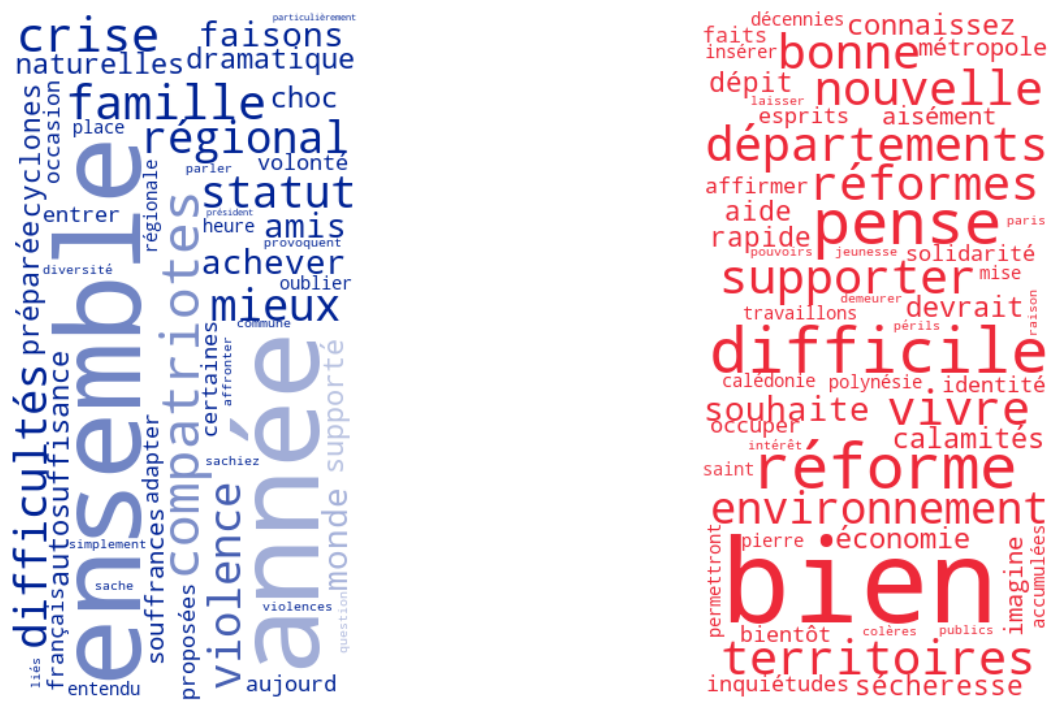 particulièrement
crise
faisons
naturelles
dramatique
famille
choc
cyclones
occasion
place
régional
volonté
parler
régionale
statut
ensemble
compatriotes
entrer
président
heure
amis
provoquent
préparée
diversité
achever
oublier
mieux
commune
certaines
affronter
année
supporté
difficultés
autosuffisance
adapter
sachiez
violence
monde
souffrances
simplement
sache
français
proposées
violences
question
liés
entendu
aujourd
décennies
connaissez
faits
insérer
bonne
métropole
dépit
nouvelle
laisser
esprits
aisément
départements
affirmer
réformes
aide
pense
paris
rapide
pouvoirs
jeunesse
solidarité
supporter
mise
demeurer
devrait
raison
travaillons
périls
difficile
calédonie
polynésie
identité
souhaite
vivre
occuper
calamités
intérêt
saint
réforme
environnement
permettront
pierre
économie
bien
imagine
accumulées
bientôt
colères
publics
territoires
inquiétudes
sécheresse